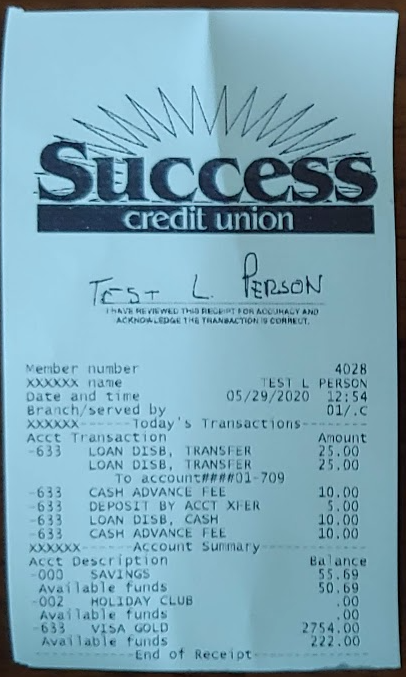 Success
credit union
TEST L. PERSON
I HAVE REVIEWED THIS RECEIPT FOR ACCURACY AND
ACKNOWLEDGE THE TRANSACTION IS CORRECT.
Member number 4028
XXXXXX name TEST L PERSON
Date and time 05/29/2020 12:54
Branch/served by 01/.C
XXXXXX------Today's Transactions------
Acct Transaction Amount
-633 LOAN DISB, TRANSFER 25.00
LOAN DISB, TRANSFER 25.00
To account####01-709
-633 CASH ADVANCE FEE 10.00
-633 DEPOSIT BY ACCT XFER 5.00
-633 LOAN DISB, CASH 10.00
-633 CASH ADVANCE FEE 10.00
XXXXXX------Account Summary------
Acct Description Balance
-000 SAVINGS 55.69
Available funds 50.69
-002 HOLIDAY CLUB .00
Available funds .00
-633 VISA GOLD 2754.00
Available funds 222.00
------End of Receipt------